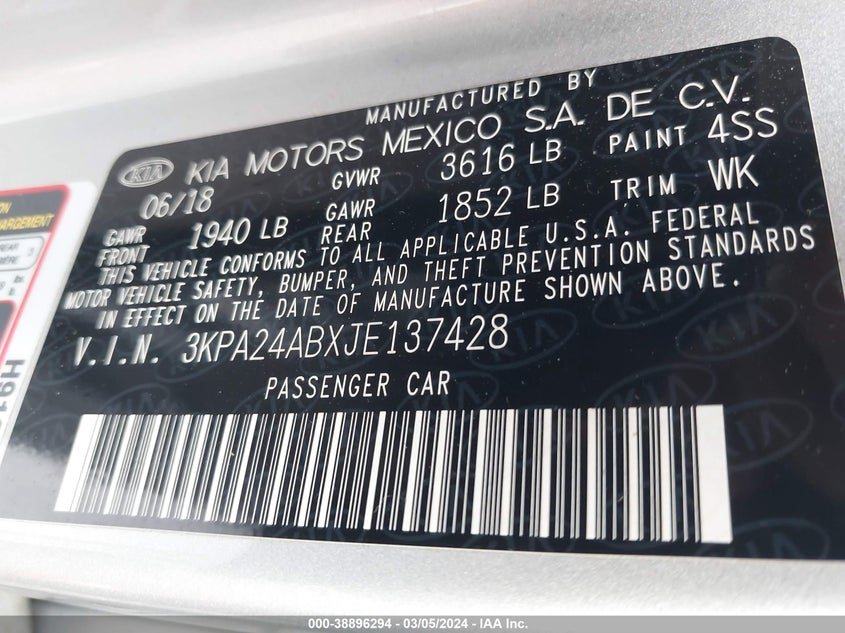 MANUFACTURED BY
KIA KIA MOTORS MEXICO S.A. DE C.V.
06/18 GVWR 3616 LB PAINT 4SS
GAWR FRONT 1940 LB GAWR REAR 1852 LB TRIM WK
THIS VEHICLE CONFORMS TO ALL APPLICABLE U.S.A. FEDERAL
MOTOR VEHICLE SAFETY, BUMPER, AND THEFT PREVENTION STANDARDS
IN EFFECT ON THE DATE OF MANUFACTURE SHOWN ABOVE.
V.I.N. 3KPA24ABXJE137428
PASSENGER CAR
REAR
000-38896294 - 03/05/2024 - IAA Inc.